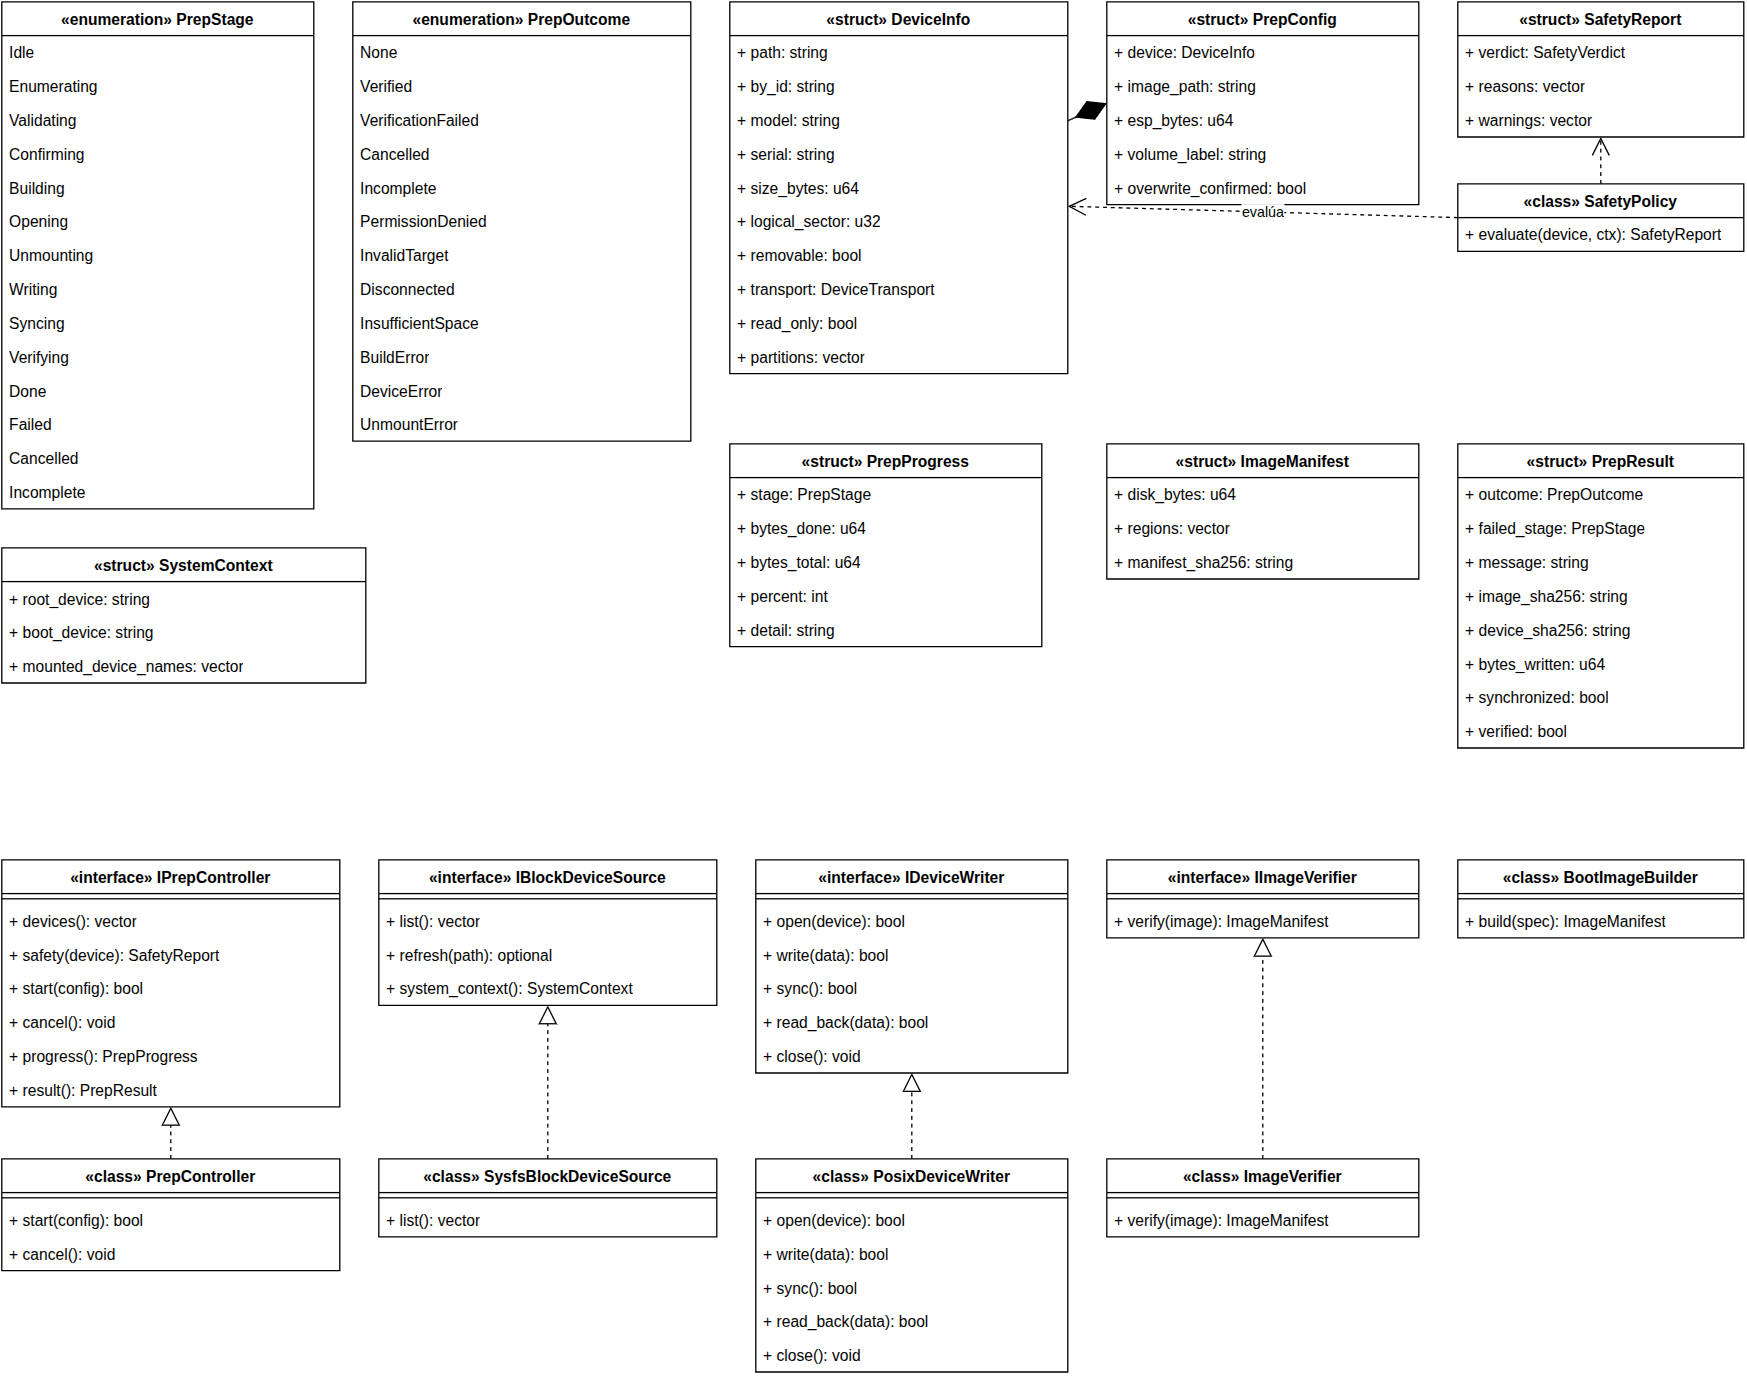 «enumeration» PrepStage
Idle
Enumerating
Validating
Confirming
Building
Opening
Unmounting
Writing
Syncing
Verifying
Done
Failed
Cancelled
Incomplete
«enumeration» PrepOutcome
None
Verified
VerificationFailed
Cancelled
Incomplete
PermissionDenied
InvalidTarget
Disconnected
InsufficientSpace
BuildError
DeviceError
UnmountError
«struct» DeviceInfo
+ path: string
+ by_id: string
+ model: string
+ serial: string
+ size_bytes: u64
+ logical_sector: u32
+ removable: bool
+ transport: DeviceTransport
+ read_only: bool
+ partitions: vector
«struct» PrepConfig
+ device: DeviceInfo
+ image_path: string
+ esp_bytes: u64
+ volume_label: string
+ overwrite_confirmed: bool
evalúa
«struct» SafetyReport
+ verdict: SafetyVerdict
+ reasons: vector
+ warnings: vector
«class» SafetyPolicy
+ evaluate(device, ctx): SafetyReport
«struct» SystemContext
+ root_device: string
+ boot_device: string
+ mounted_device_names: vector
«struct» PrepProgress
+ stage: PrepStage
+ bytes_done: u64
+ bytes_total: u64
+ percent: int
+ detail: string
«struct» ImageManifest
+ disk_bytes: u64
+ regions: vector
+ manifest_sha256: string
«struct» PrepResult
+ outcome: PrepOutcome
+ failed_stage: PrepStage
+ message: string
+ image_sha256: string
+ device_sha256: string
+ bytes_written: u64
+ synchronized: bool
+ verified: bool
«interface» IPrepController
+ devices(): vector
+ safety(device): SafetyReport
+ start(config): bool
+ cancel(): void
+ progress(): PrepProgress
+ result(): PrepResult
«interface» IBlockDeviceSource
+ list(): vector
+ refresh(path): optional
+ system_context(): SystemContext
«interface» IDeviceWriter
+ open(device): bool
+ write(data): bool
+ sync(): bool
+ read_back(data): bool
+ close(): void
«interface» IImageVerifier
+ verify(image): ImageManifest
«class» BootImageBuilder
+ build(spec): ImageManifest
«class» PrepController
+ start(config): bool
+ cancel(): void
«class» SysfsBlockDeviceSource
+ list(): vector
«class» PosixDeviceWriter
+ open(device): bool
+ write(data): bool
+ sync(): bool
+ read_back(data): bool
+ close(): void
«class» ImageVerifier
+ verify(image): ImageManifest